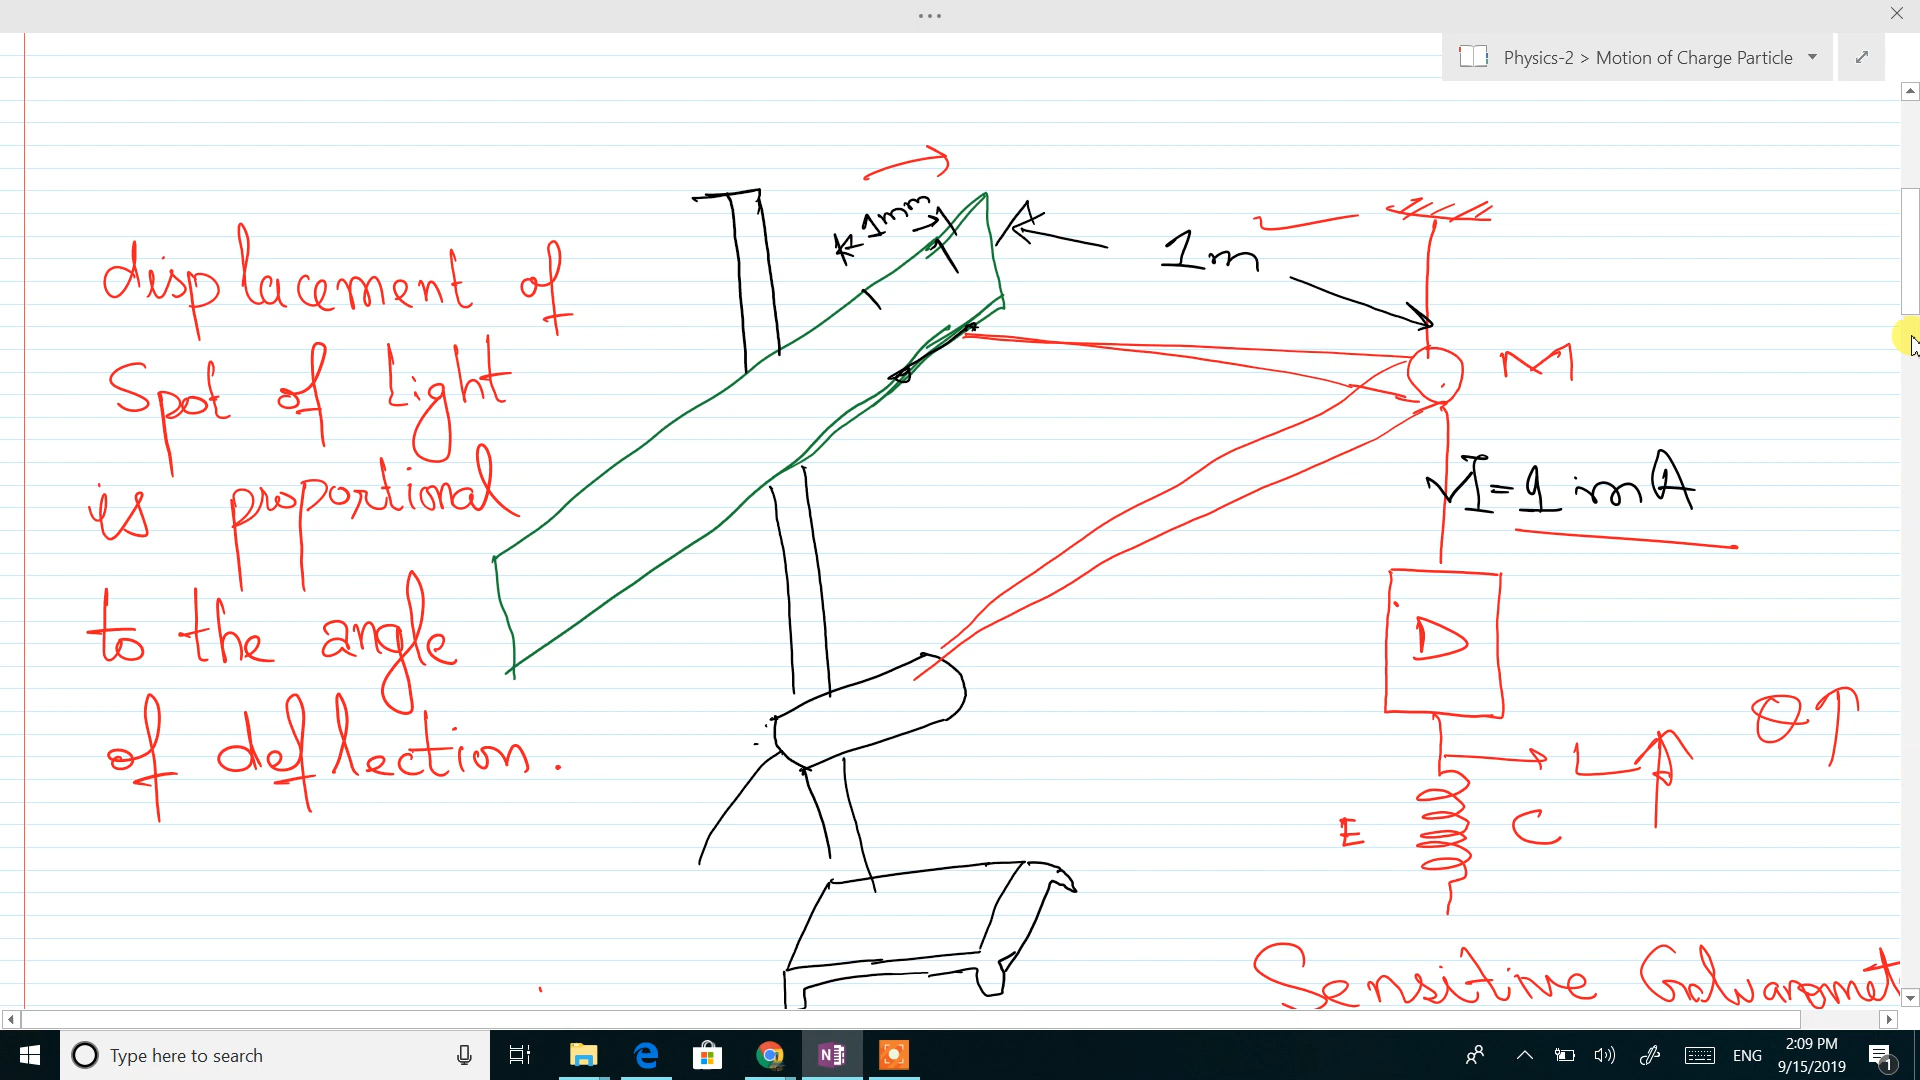 Physics-2 > Motion of Charge Particle
displacement of
Spot of Light
is proportional
to the angle
of deflection.
1mm
1m
M
I = 1 mA
D
L
θ
E
C
Sensitive Galvanomet
Type here to search
ENG
2:09 PM
9/15/2019
1